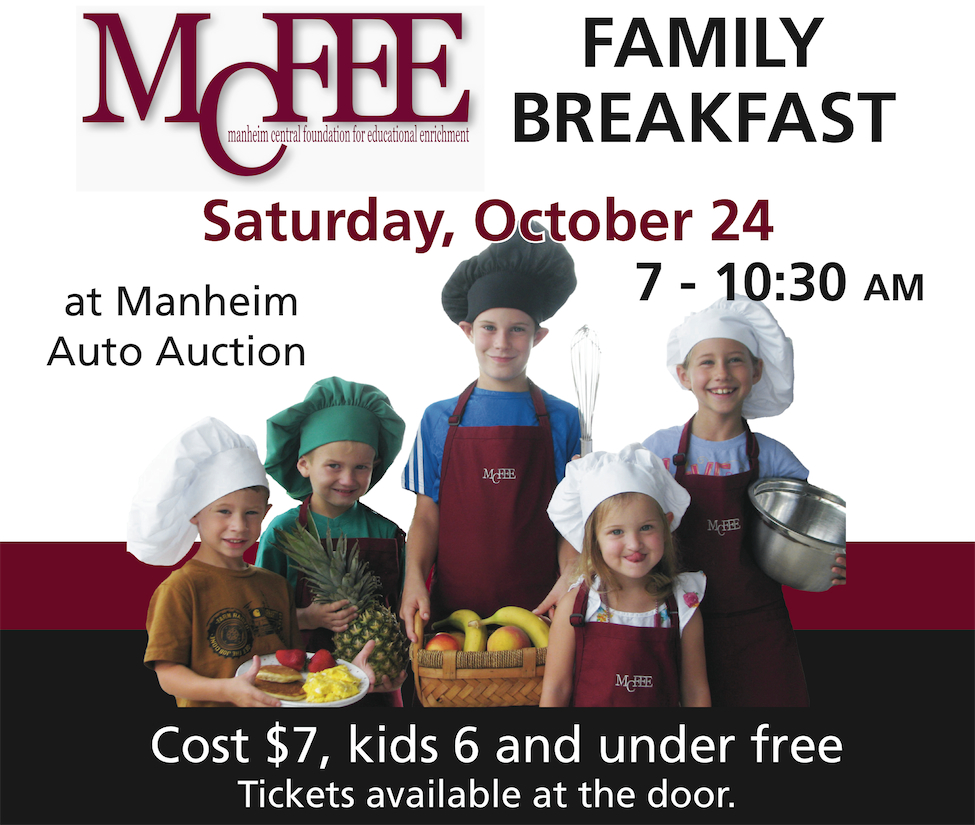 McFEE
manheim central foundation for educational enrichment
FAMILY
BREAKFAST
Saturday, October 24
7 - 10:30 AM
at Manheim
Auto Auction
McFEE
McFEE
McFEE
Cost $7, kids 6 and under free
Tickets available at the door.